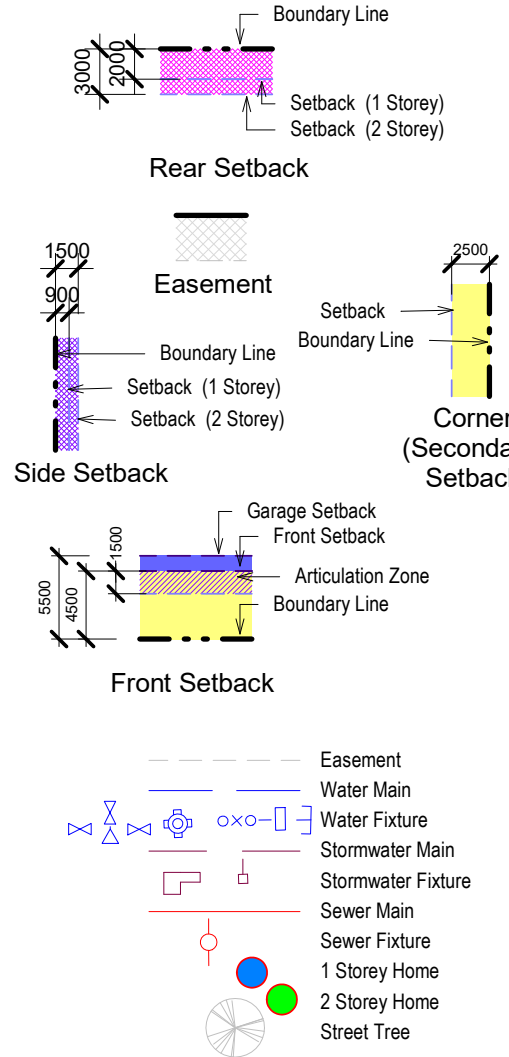 Boundary Line
3000
2000
Setback (1 Storey)
Setback (2 Storey)
Rear Setback
1500
900
Easement
2500
Setback
Boundary Line
Boundary Line
Setback (1 Storey)
Setback (2 Storey)
Side Setback
Corner
(Seconda
Setback
Garage Setback
Front Setback
1500
Articulation Zone
5500
4500
Boundary Line
Front Setback
Easement
Water Main
Water Fixture
Stormwater Main
Stormwater Fixture
Sewer Main
Sewer Fixture
1 Storey Home
2 Storey Home
Street Tree